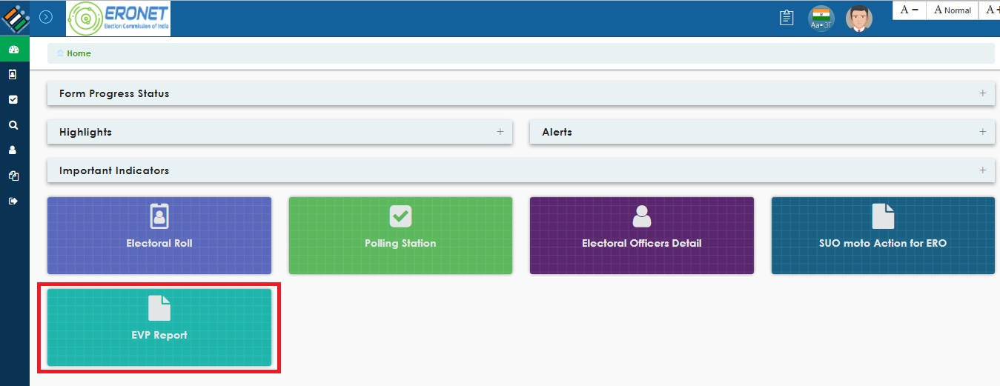 ERONET
Election Commission of India
Aa
A − A Normal A +
Home
Form Progress Status +
Highlights +
Alerts +
Important Indicators +
Electoral Roll
Polling Station
Electoral Officers Detail
SUO moto Action for ERO
EVP Report